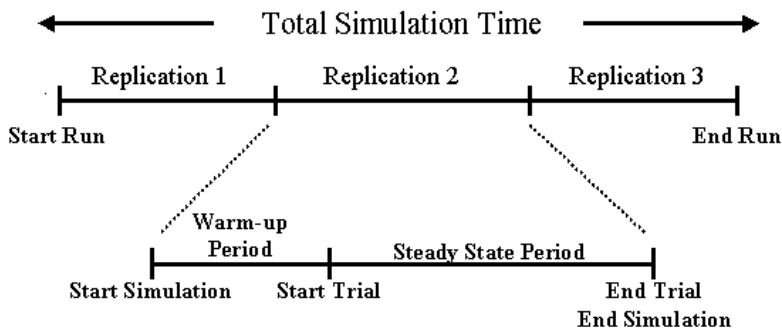 Total Simulation Time
Replication 1 Replication 2 Replication 3
Start Run End Run
Warm-up
Period Steady State Period
Start Simulation Start Trial End Trial
End Simulation